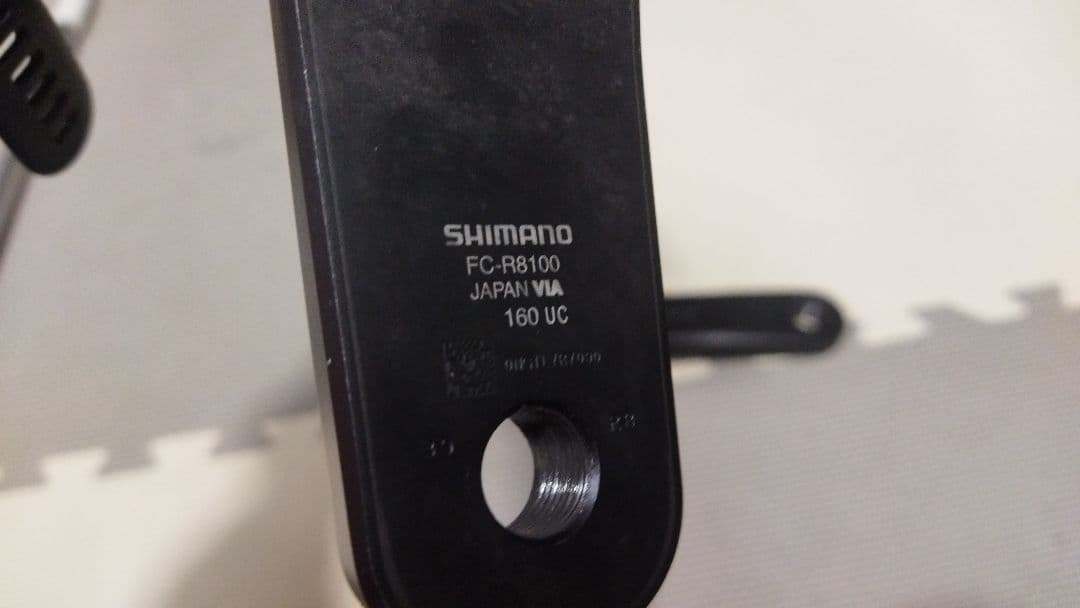 SHIMANO
FC-R8100
JAPAN VIA
160 UC